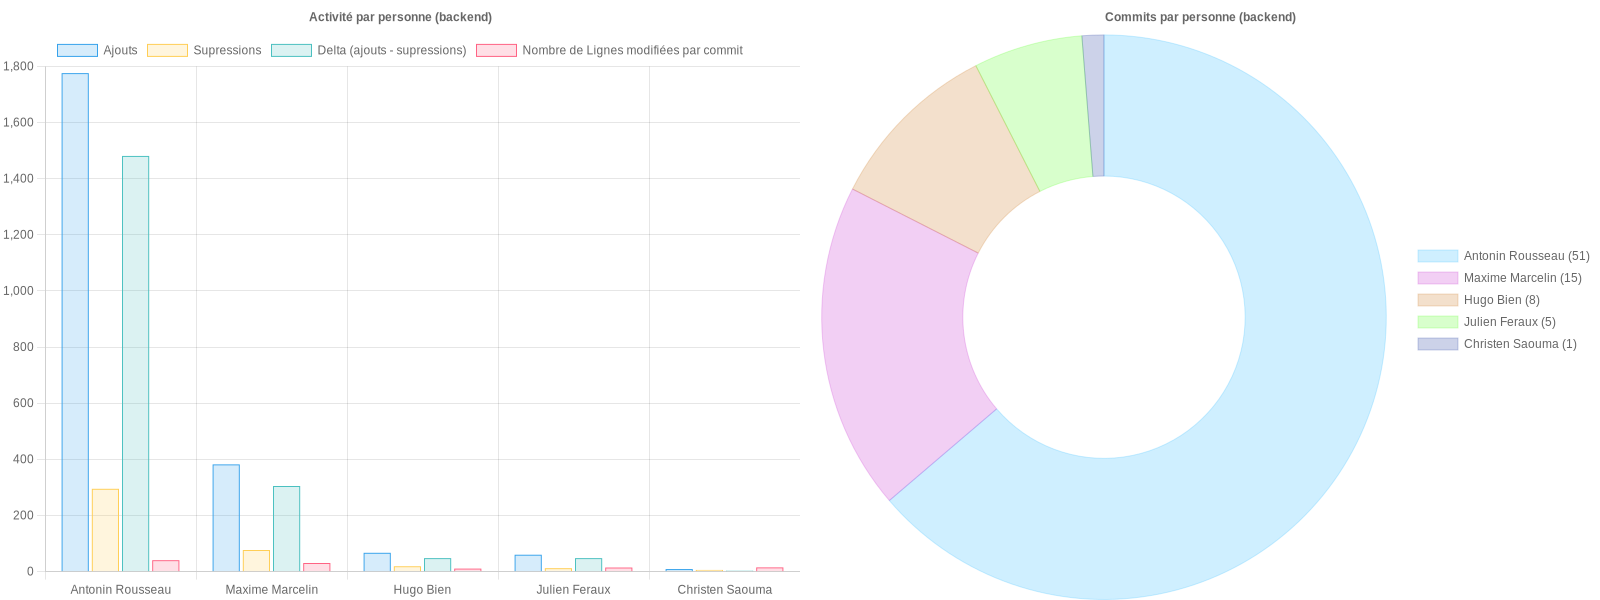 Activité par personne (backend)
Ajouts Supressions Delta (ajouts - supressions) Nombre de Lignes modifiées par commit
1,800
1,600
1,400
1,200
1,000
800
600
400
200
0
Antonin Rousseau Maxime Marcelin Hugo Bien Julien Feraux Christen Saouma
Commits par personne (backend)
Antonin Rousseau (51)
Maxime Marcelin (15)
Hugo Bien (8)
Julien Feraux (5)
Christen Saouma (1)